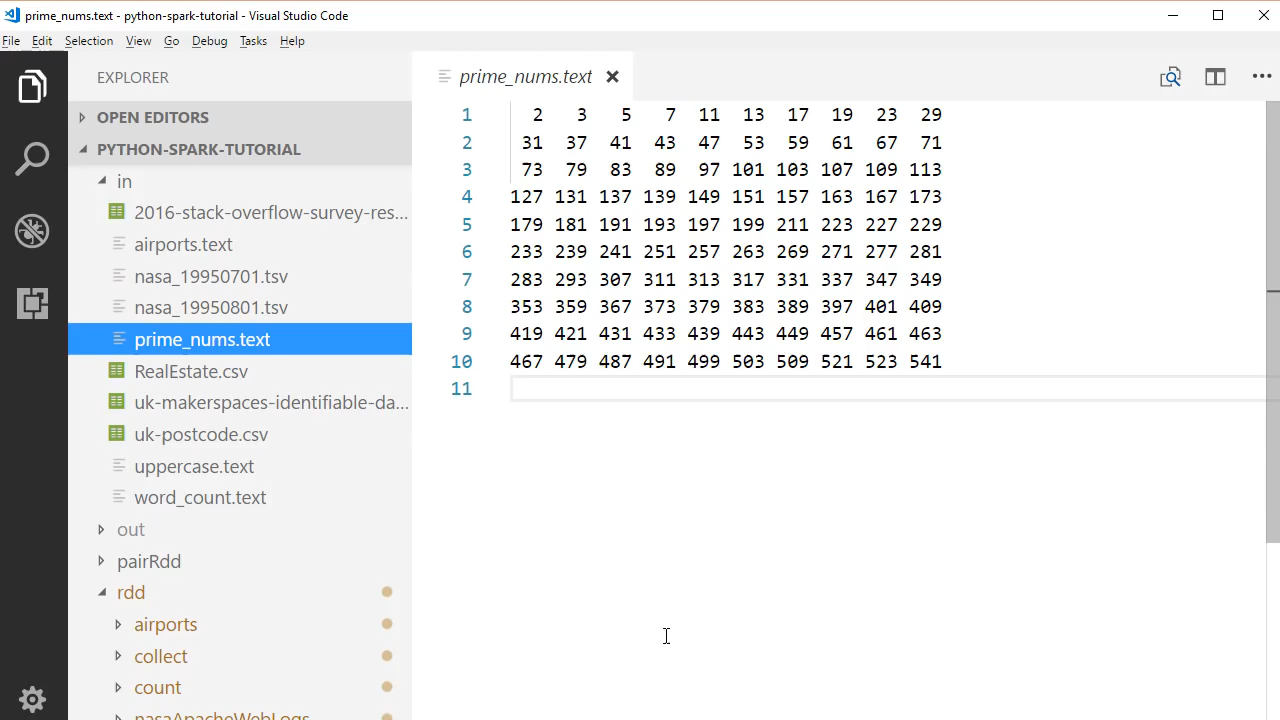 prime_nums.text - python-spark-tutorial - Visual Studio Code
File Edit Selection View Go Debug Tasks Help
EXPLORER
OPEN EDITORS
PYTHON-SPARK-TUTORIAL
in
2016-stack-overflow-survey-res...
airports.text
nasa_19950701.tsv
nasa_19950801.tsv
prime_nums.text
RealEstate.csv
uk-makerspaces-identifiable-da...
uk-postcode.csv
uppercase.text
word_count.text
out
pairRdd
rdd
airports
collect
count
nasaApacheWebLogs
prime_nums.text
1 2 3 5 7 11 13 17 19 23 29
2 31 37 41 43 47 53 59 61 67 71
3 73 79 83 89 97 101 103 107 109 113
4 127 131 137 139 149 151 157 163 167 173
5 179 181 191 193 197 199 211 223 227 229
6 233 239 241 251 257 263 269 271 277 281
7 283 293 307 311 313 317 331 337 347 349
8 353 359 367 373 379 383 389 397 401 409
9 419 421 431 433 439 443 449 457 461 463
10 467 479 487 491 499 503 509 521 523 541
11